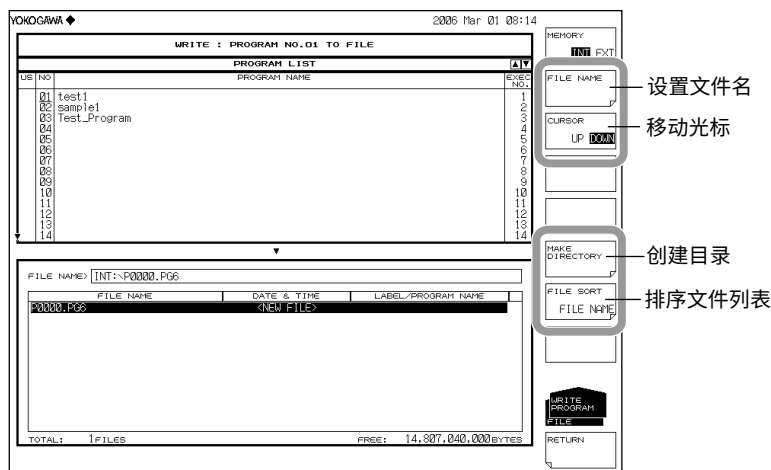 YOKOGAWA ◆ 2006 Mar 01 08:14
WRITE : PROGRAM NO.01 TO FILE
PROGRAM LIST ▲▼
US NO PROGRAM NAME EXEC NO.
01 test1 1
02 sample1 2
03 Test_Program 3
04 4
05 5
06 6
07 7
08 8
09 9
10 10
11 11
12 12
13 13
14 14
▼
FILE NAME> INT:\P0000.PG6
FILE NAME DATE & TIME LABEL/PROGRAM NAME
P0000.PG6 <NEW FILE>
TOTAL: 1FILES FREE: 14,807,040,000BYTES
MEMORY
INT EXT
FILE NAME
设置文件名
CURSOR
UP DOWN
移动光标
MAKE
DIRECTORY
创建目录
FILE SORT
FILE NAME
排序文件列表
WRITE
PROGRAM
FILE
RETURN